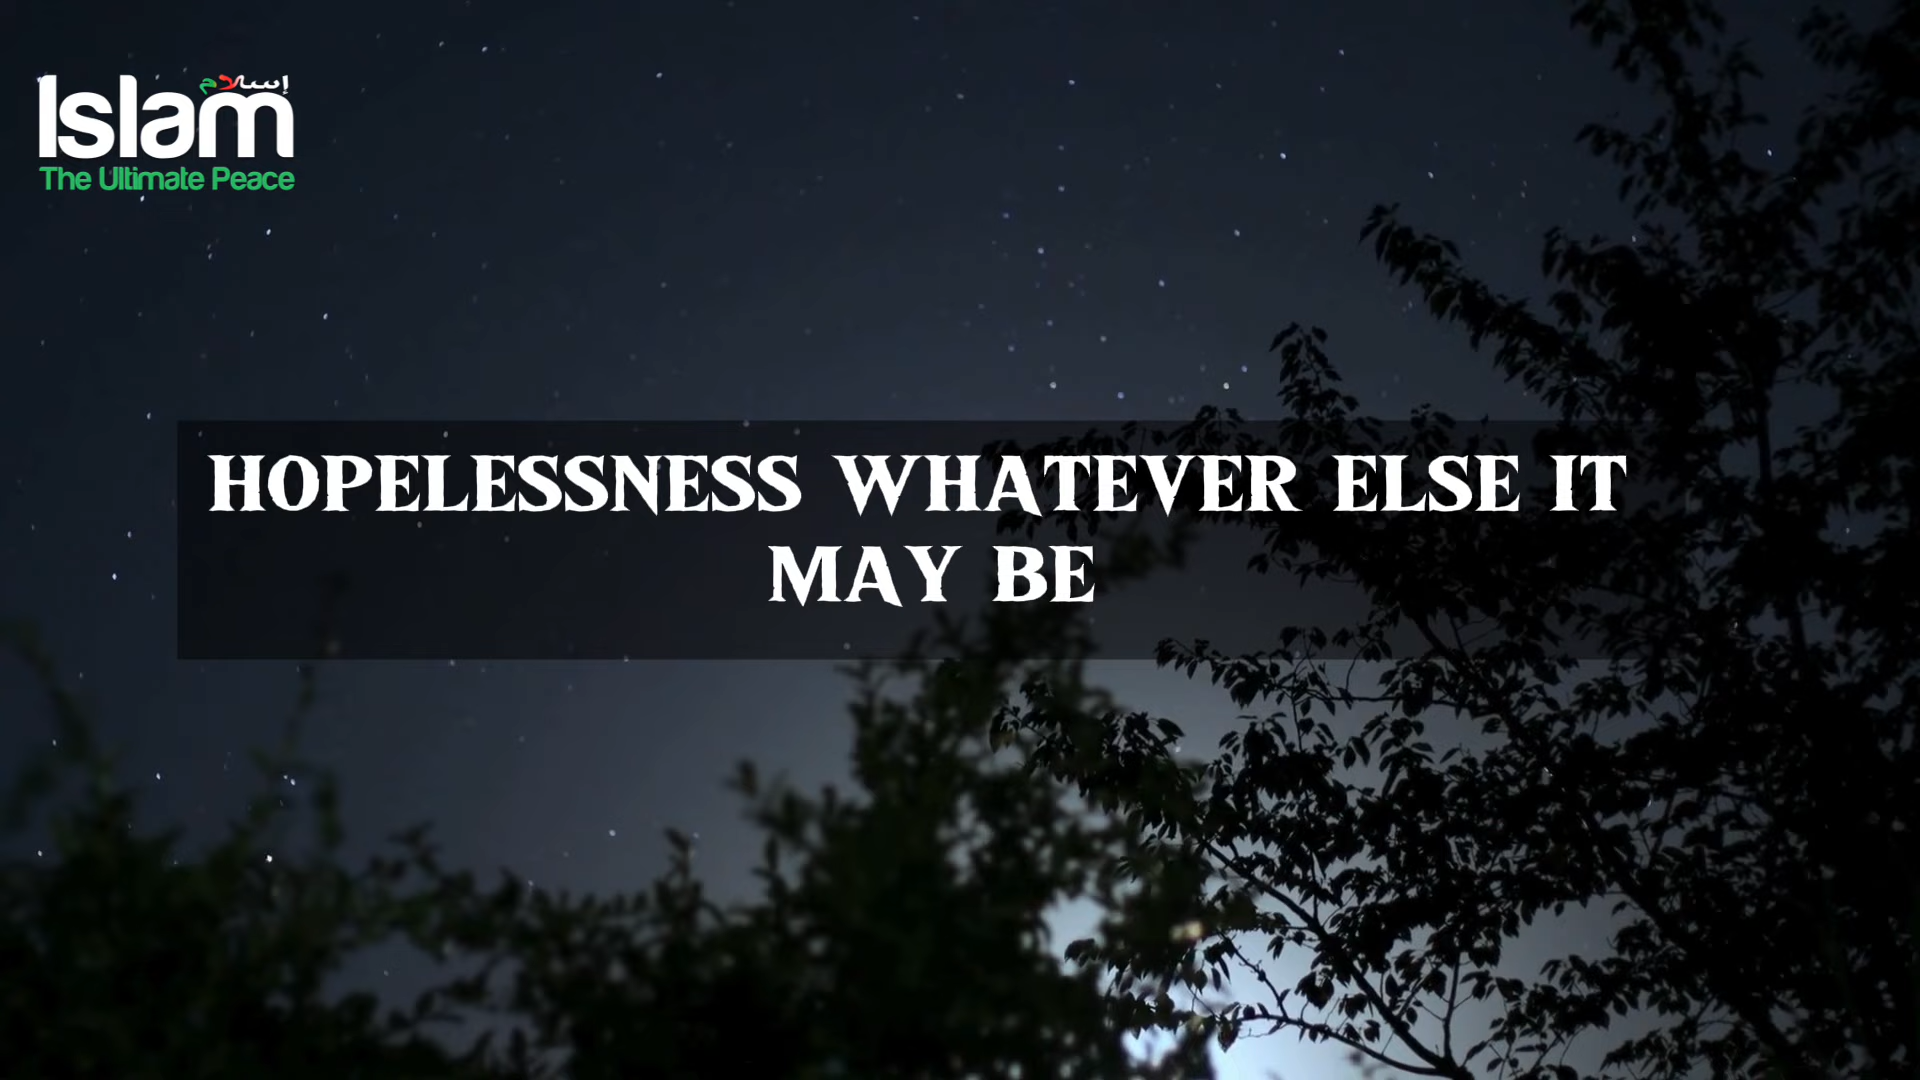 إسلام
Islam
The Ultimate Peace
HOPELESSNESS WHATEVER ELSE IT
MAY BE